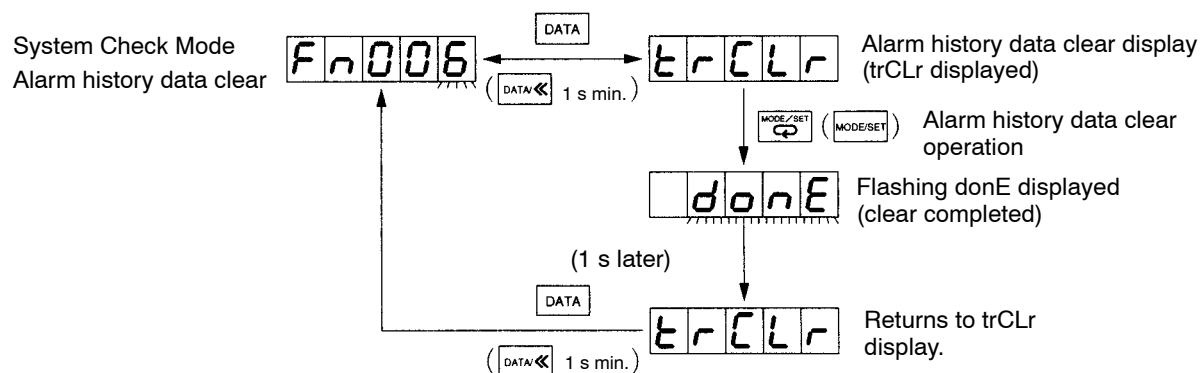 System Check Mode
Alarm history data clear
Fn006
DATA
(DATA/≪ 1 s min.)
trCLr
Alarm history data clear display
(trCLr displayed)
MODE/SET (MODE/SET)
Alarm history data clear
operation
donE
Flashing donE displayed
(clear completed)
(1 s later)
DATA
(DATA/≪ 1 s min.)
trCLr
Returns to trCLr
display.